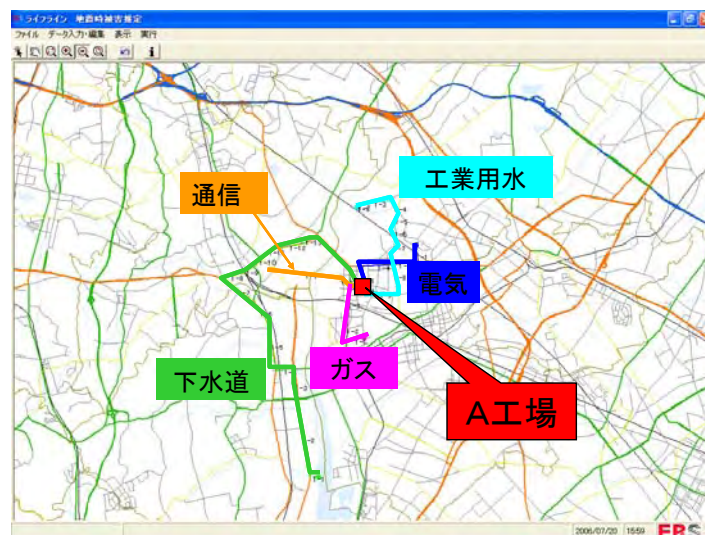 ライフライン 地震時被害推定
ファイル データ入力・編集 表示 実行
工業用水
通信
電気
ガス
下水道
A工場
2006/07/20 15:59 ERS